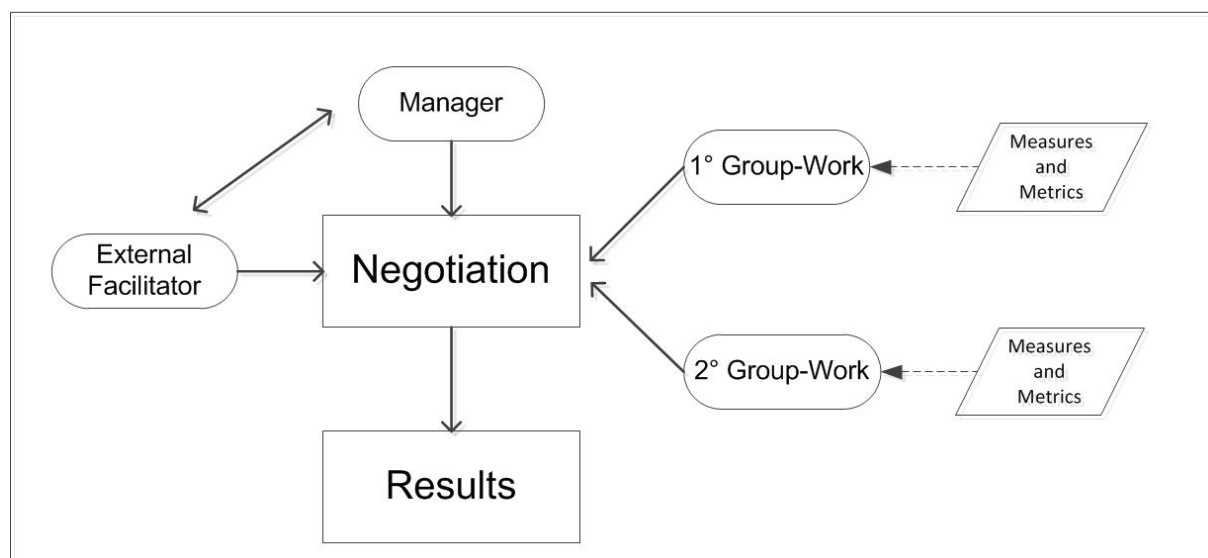 Manager
1° Group-Work
Measures
and
Metrics
External
Facilitator
Negotiation
2° Group-Work
Measures
and
Metrics
Results